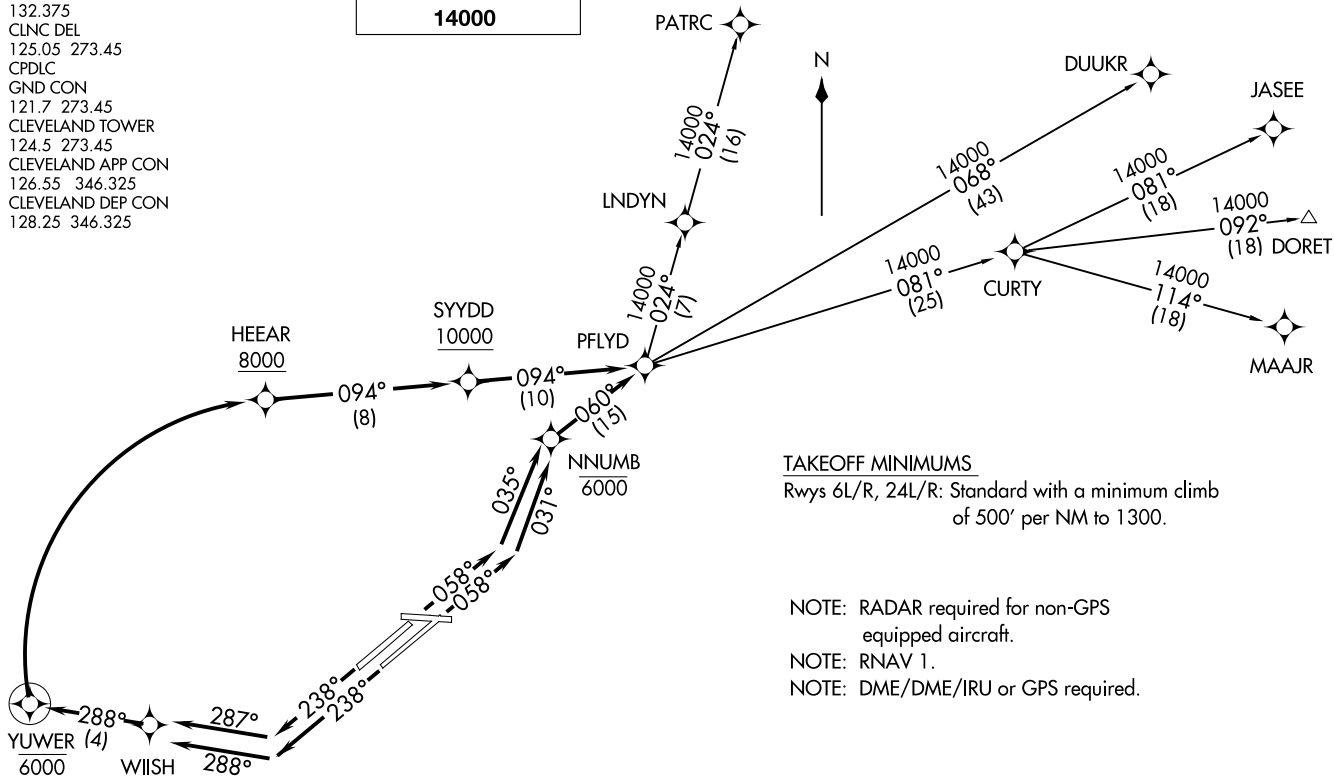 132.375
CLNC DEL
125.05 273.45
CPDLC
GND CON
121.7 273.45
CLEVELAND TOWER
124.5 273.45
CLEVELAND APP CON
126.55 346.325
CLEVELAND DEP CON
128.25 346.325
14000
PATRC
N
DUUKR
JASEE
14000
024°
(16)
14000
068°
(43)
14000
081°
(18)
LNDYN
14000
092°
(18)
DORET
14000
024°
(7)
14000
081°
(25)
CURTY
14000
114°
(18)
MAAJR
SYYDD
10000
HEEAR
8000
PFLYD
094°
(8)
094°
(10)
060°
(15)
NNUMB
6000
035°
031°
058°
058°
TAKEOFF MINIMUMS
Rwys 6L/R, 24L/R: Standard with a minimum climb
of 500' per NM to 1300.
NOTE: RADAR required for non-GPS
equipped aircraft.
NOTE: RNAV 1.
NOTE: DME/DME/IRU or GPS required.
238°
238°
287°
288°
288°
(4)
YUWER
6000
WIISH